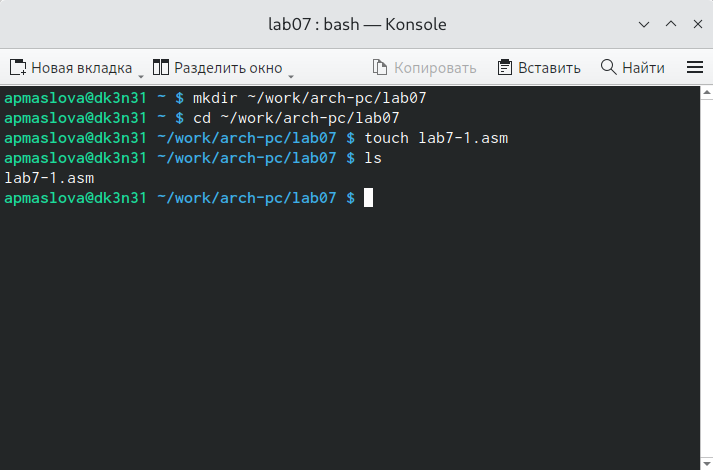 lab07 : bash — Konsole
Новая вкладка Разделить окно Копировать Вставить Найти
apmaslova@dk3n31 ~ $ mkdir ~/work/arch-pc/lab07
apmaslova@dk3n31 ~ $ cd ~/work/arch-pc/lab07
apmaslova@dk3n31 ~/work/arch-pc/lab07 $ touch lab7-1.asm
apmaslova@dk3n31 ~/work/arch-pc/lab07 $ ls
lab7-1.asm
apmaslova@dk3n31 ~/work/arch-pc/lab07 $